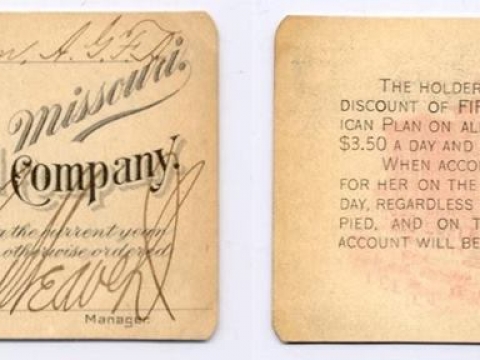 A.G.F.A.
Missouri.
Company.
the current year
otherwise ordered
Manager.
THE HOLDER
DISCOUNT OF FIF
ICAN PLAN ON AL
$3.50 A DAY AND
WHEN ACCO
FOR HER ON THE
DAY, REGARDLESS
PIED, AND ON T
ACCOUNT WILL BE